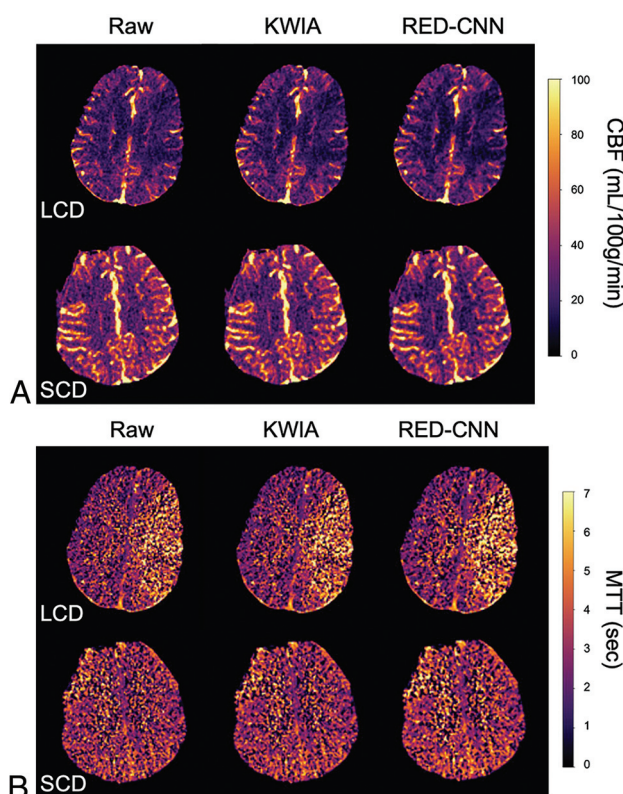 Raw KWIA RED-CNN
LCD
SCD
A
100
80
60
40
20
0
CBF (mL/100g/min)
Raw KWIA RED-CNN
LCD
SCD
B
7
6
5
4
3
2
1
0
MTT (sec)